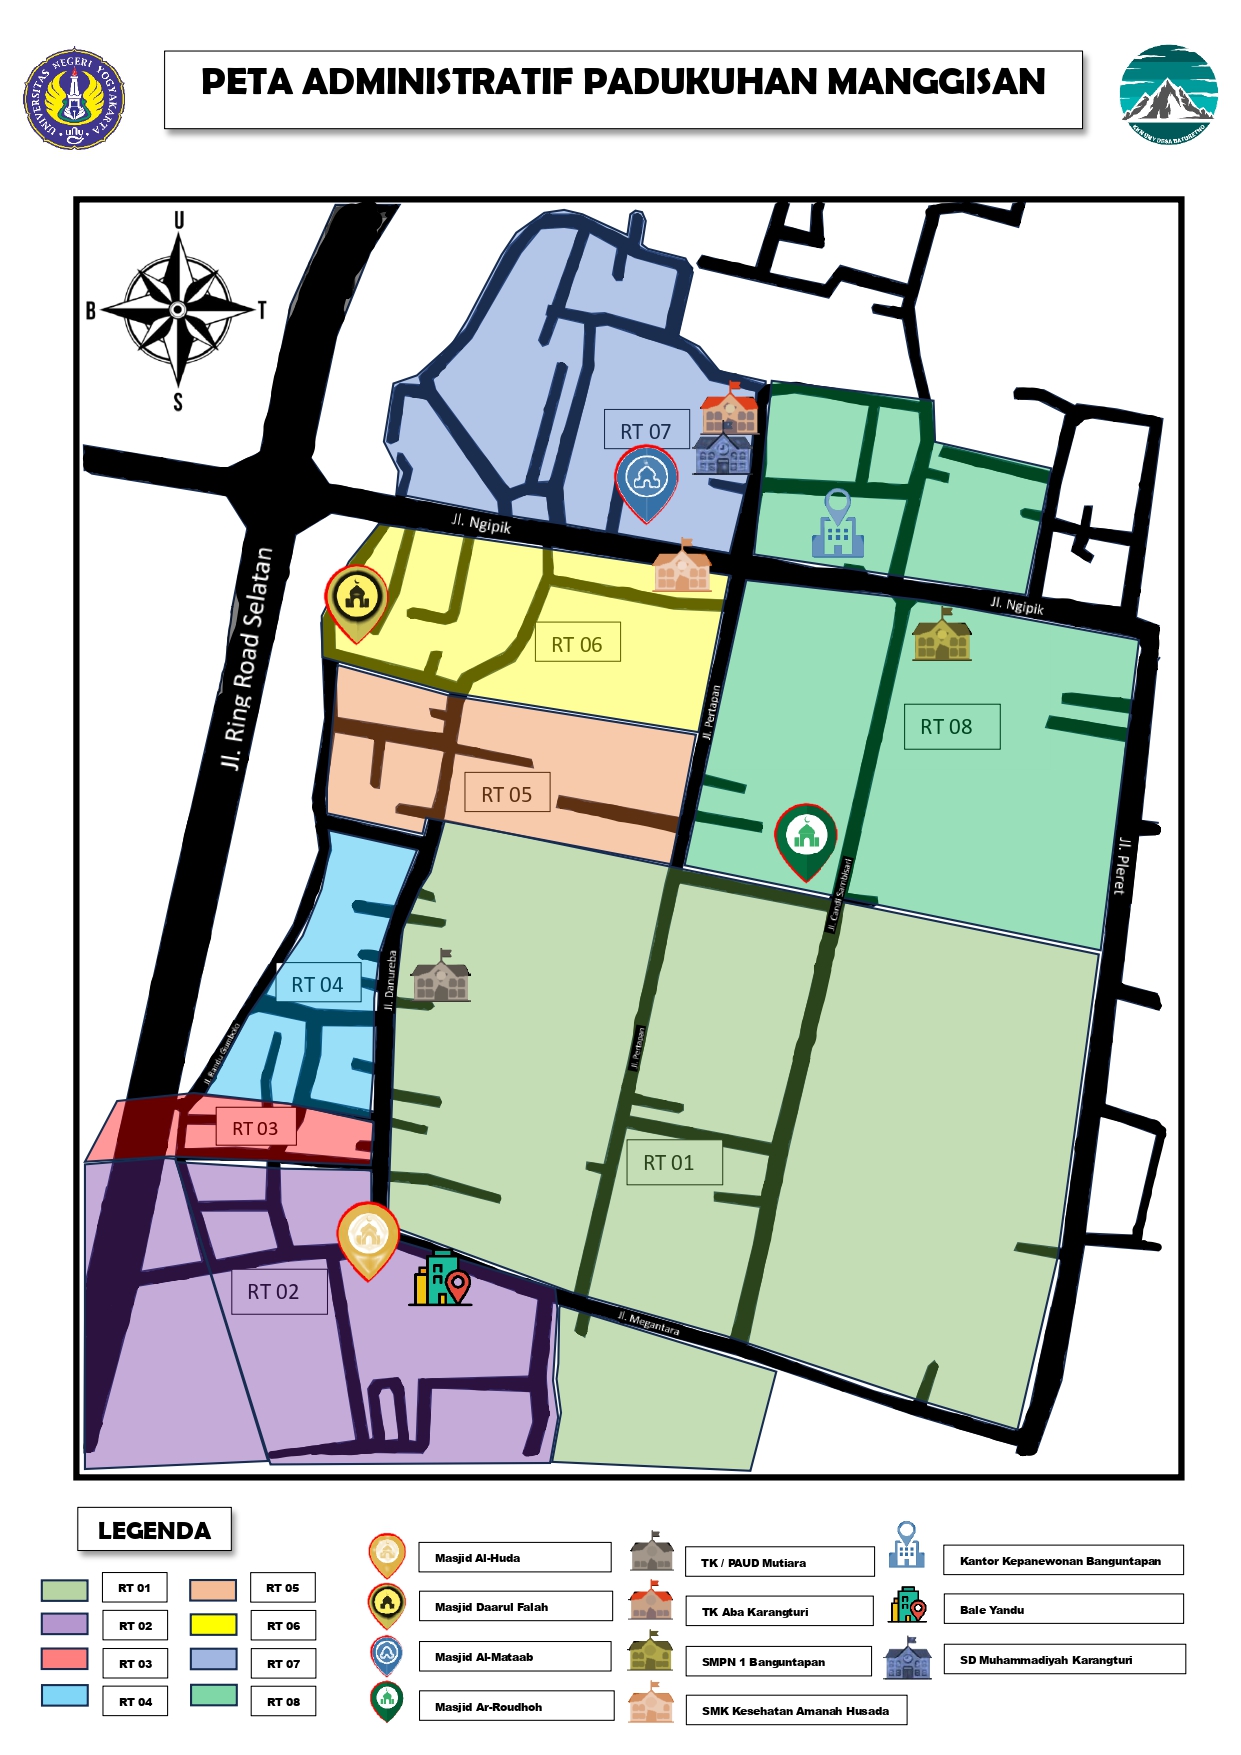 UNIVERSITAS NEGERI YOGYAKARTA
PETA ADMINISTRATIF PADUKUHAN MANGGISAN
KKN UNY DESA BATURETNO
U
B
T
S
RT 07
Jl. Ngipik
Jl. Ngipik
Jl. Ring Road Selatan
RT 06
Jl. Pertapan
RT 08
RT 05
Jl. Pleret
Jl. Candi Sambisari
RT 04
Jl. Danureba
Jl. Randu Gumbolo
Jl. Pertapan
RT 03
RT 01
RT 02
Jl. Megantara
LEGENDA
RT 01
RT 02
RT 03
RT 04
RT 05
RT 06
RT 07
RT 08
Masjid Al-Huda
Masjid Daarul Falah
Masjid Al-Mataab
Masjid Ar-Roudhoh
TK / PAUD Mutiara
TK Aba Karangturi
SMPN 1 Banguntapan
SMK Kesehatan Amanah Husada
Kantor Kepanewonan Banguntapan
Bale Yandu
SD Muhammadiyah Karangturi